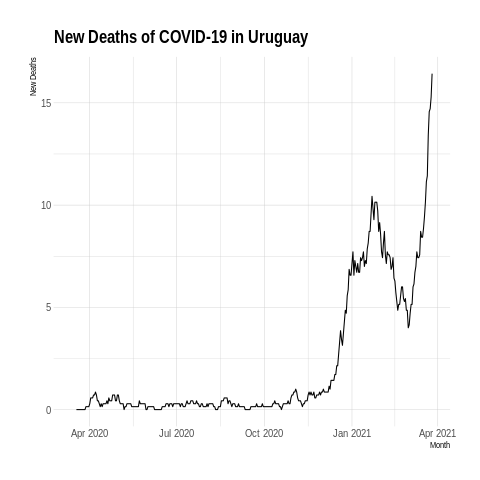 New Deaths of COVID-19 in Uruguay
New Deaths
15
10
5
0
Apr 2020 Jul 2020 Oct 2020 Jan 2021 Apr 2021
Month